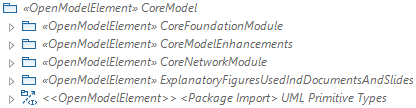 «OpenModelElement» CoreModel
«OpenModelElement» CoreFoundationModule
«OpenModelElement» CoreModelEnhancements
«OpenModelElement» CoreNetworkModule
«OpenModelElement» ExplanatoryFiguresUsedIndDocumentsAndSlides
<<OpenModelElement>> <Package Import> UML Primitive Types